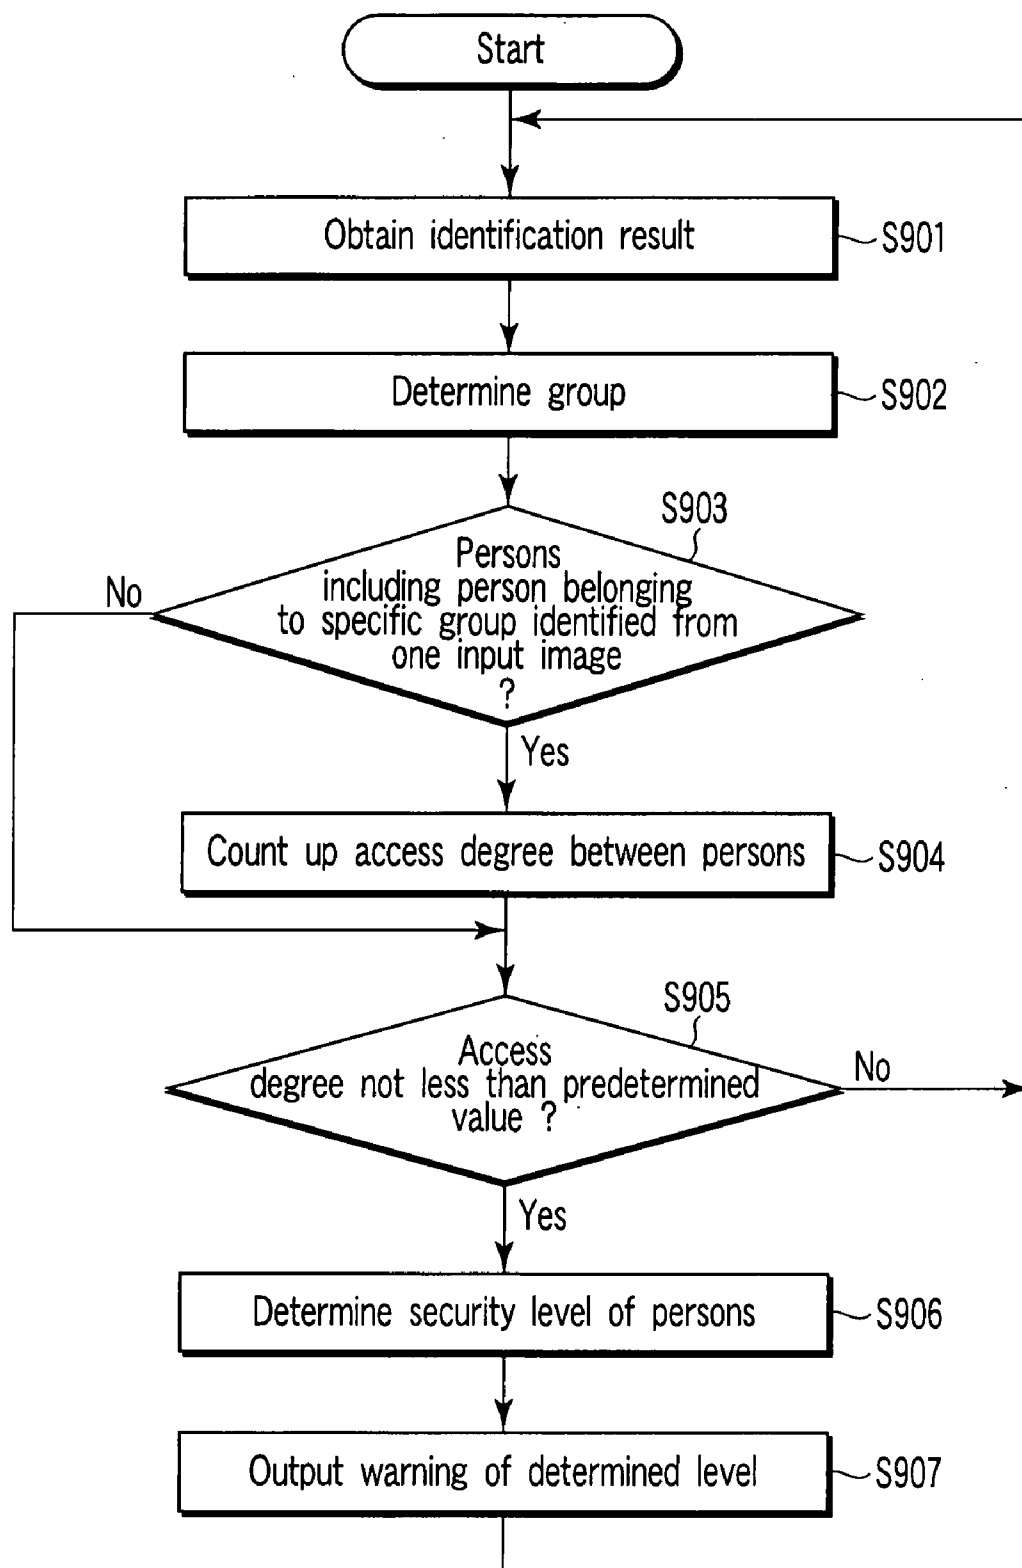 Start
Obtain identification result
S901
Determine group
S902
S903
Persons
including person belonging
to specific group identified from
one input image
?
No
Yes
Count up access degree between persons
S904
S905
Access
degree not less than predetermined
value ?
No
Yes
Determine security level of persons
S906
Output warning of determined level
S907